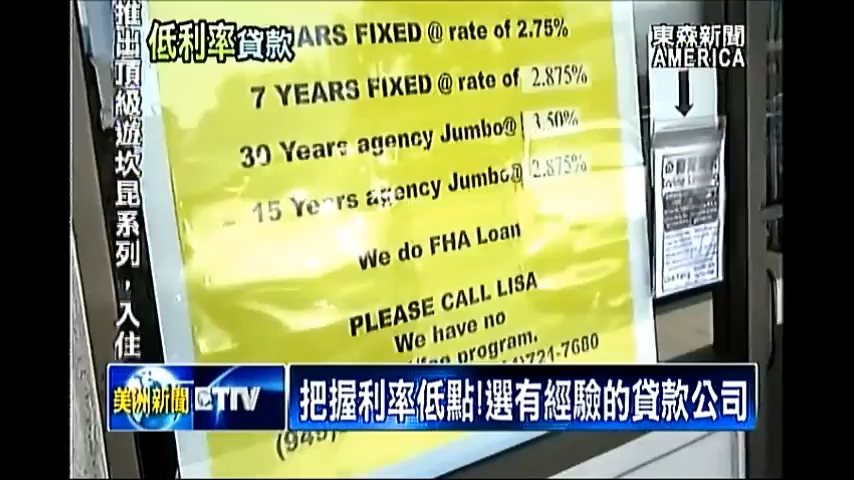 低利率貸款
東森新聞
AMERICA
推出頂級遊坎昆系列，入住
ARS FIXED @ rate of 2.75%
7 YEARS FIXED @ rate of 2.875%
30 Years agency Jumbo@ 3.50%
15 Years agency Jumbo@ 2.875%
We do FHA Loan
PLEASE CALL LISA
We have no
program.
721-7680
(949)
美洲新聞 ETTV
把握利率低點!選有經驗的貸款公司